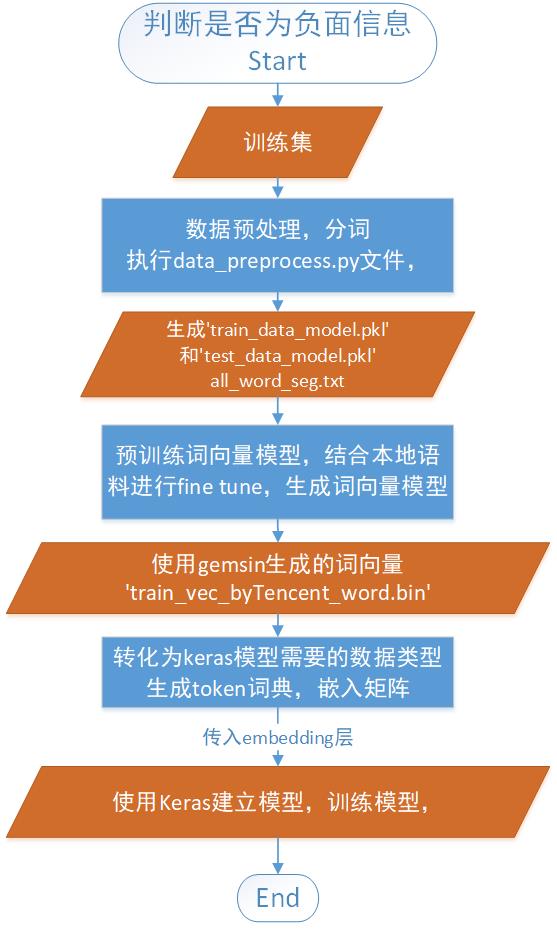 判断是否为负面信息
Start
训练集
数据预处理，分词
执行data_preprocess.py文件，
生成'train_data_model.pkl'
和'test_data_model.pkl'
all_word_seg.txt
预训练词向量模型，结合本地语
料进行fine tune，生成词向量模型
使用gemsin生成的词向量
'train_vec_byTencent_word.bin'
转化为keras模型需要的数据类型
生成token词典，嵌入矩阵
传入embedding层
使用Keras建立模型，训练模型，
End